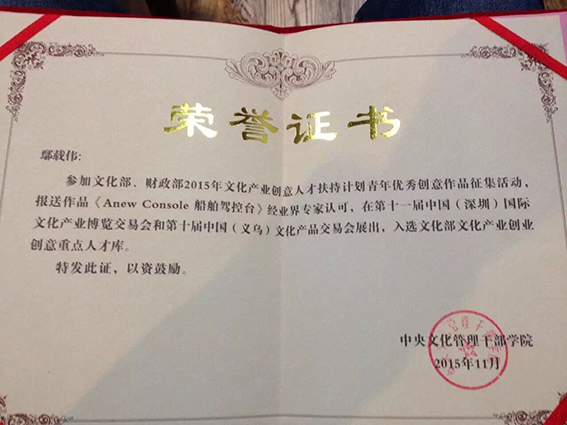 荣誉证书
鄢载伟:
参加文化部、财政部2015年文化产业创意人才扶持计划青年优秀创意作品征集活动，
报送作品《Anew Console 船舶驾控台》经业界专家认可，在第十一届中国（深圳）国际
文化产业博览交易会和第十届中国（义乌）文化产品交易会展出，入选文化部文化产业创业
创意重点人才库。
特发此证，以资鼓励。
中央文化管理干部学院
2015年11月